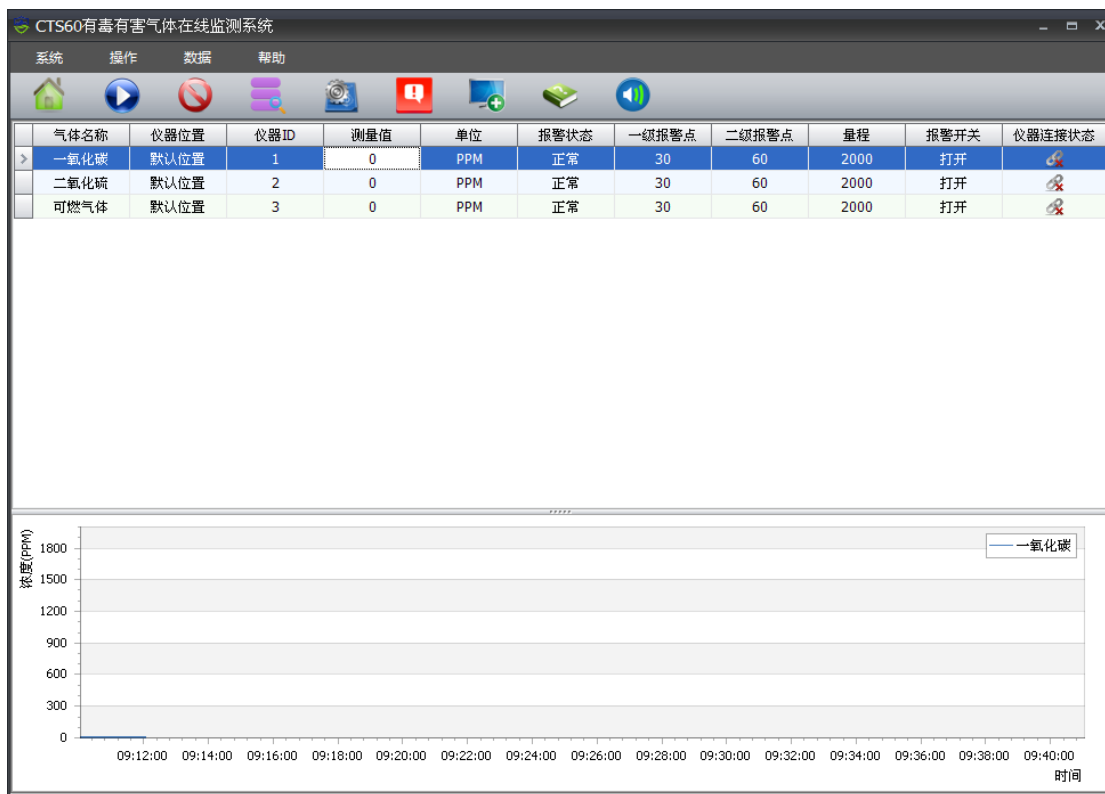 CTS60有毒有害气体在线监测系统
系统 操作 数据 帮助
气体名称 仪器位置 仪器ID 测量值 单位 报警状态 一级报警点 二级报警点 量程 报警开关 仪器连接状态
一氧化碳 默认位置 1 0 PPM 正常 30 60 2000 打开
二氧化硫 默认位置 2 0 PPM 正常 30 60 2000 打开
可燃气体 默认位置 3 0 PPM 正常 30 60 2000 打开
浓度(PPM)
一氧化碳
1800
1500
1200
900
600
300
0
09:12:00 09:14:00 09:16:00 09:18:00 09:20:00 09:22:00 09:24:00 09:26:00 09:28:00 09:30:00 09:32:00 09:34:00 09:36:00 09:38:00 09:40:00
时间